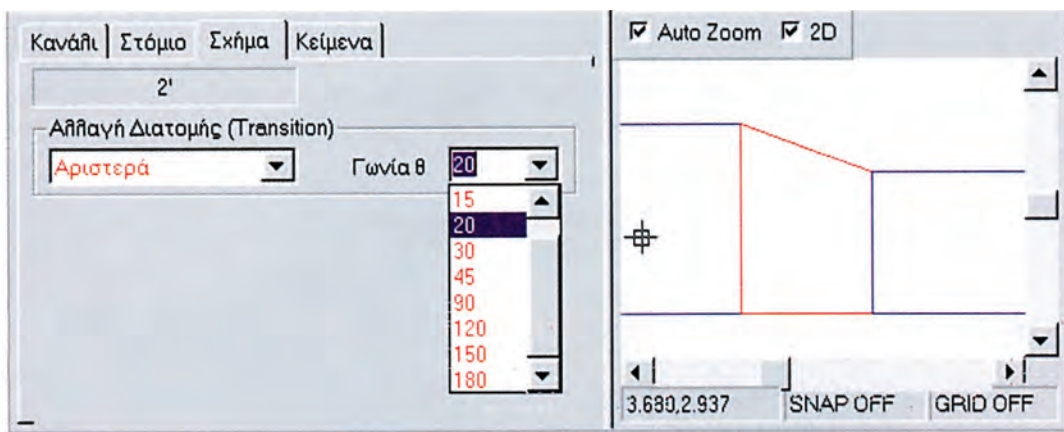 Κανάλι Στόμιο Σχήμα Κείμενα
2'
Αλλαγή Διατομής (Transition)
Αριστερά Γωνία θ 20
15
20
30
45
90
120
150
180
Auto Zoom 2D
3.680,2.937 SNAP OFF GRID OFF